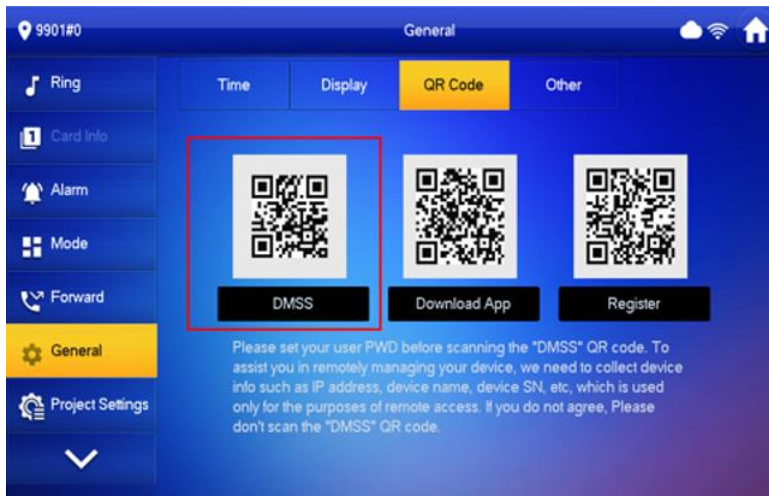 9901#0
General
Ring
Time
Display
QR Code
Other
1
Card Info
Alarm
Mode
Forward
General
Project Settings
DMSS
Download App
Register
Please set your user PWD before scanning the "DMSS" QR code. To
assist you in remotely managing your device, we need to collect device
info such as IP address, device name, device SN, etc, which is used
only for the purposes of remote access. If you do not agree, Please
don't scan the "DMSS" QR code.